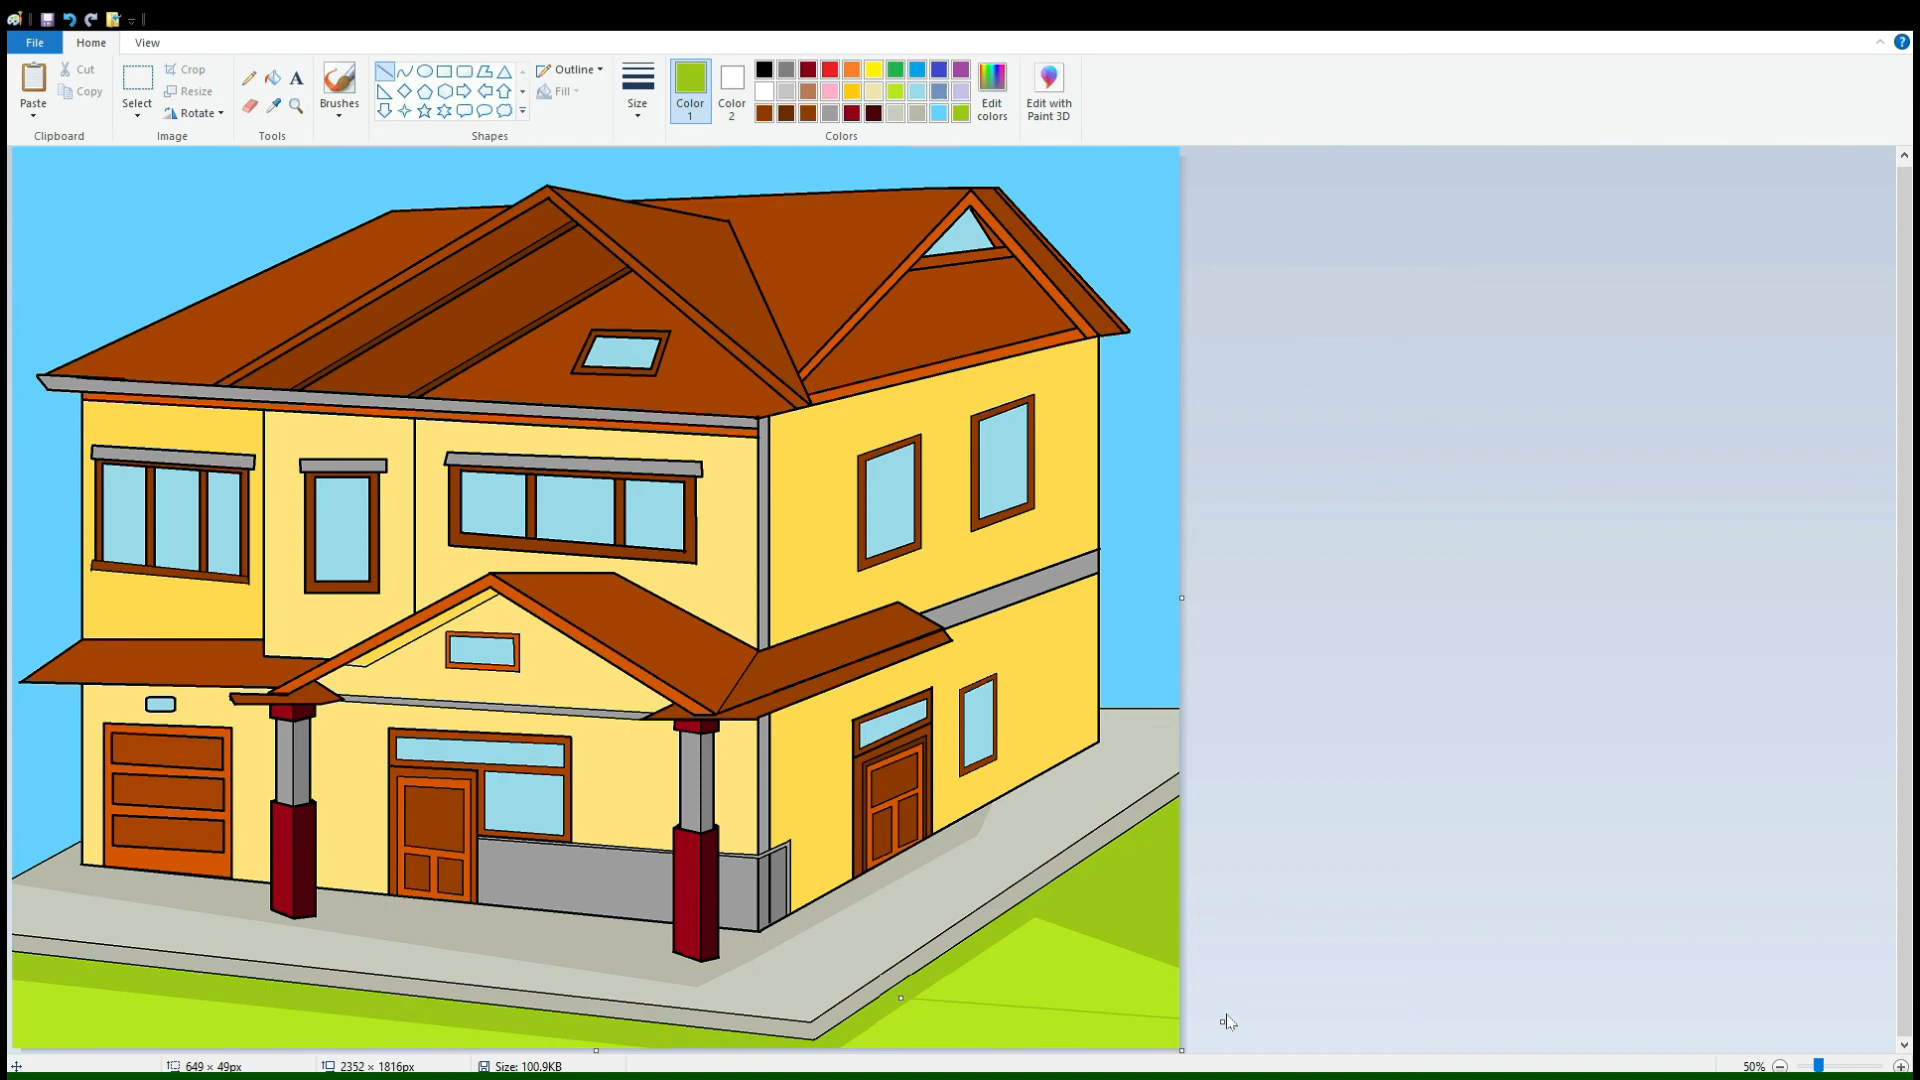 File Home View
Paste Cut Copy
Clipboard
Select Crop Resize Rotate
Image
A
Tools
Brushes
Outline Fill
Shapes
Size
Color 1
Color 2
Edit colors
Colors
Edit with Paint 3D
?
649 × 49px 2352 × 1816px Size: 100.9KB 50%